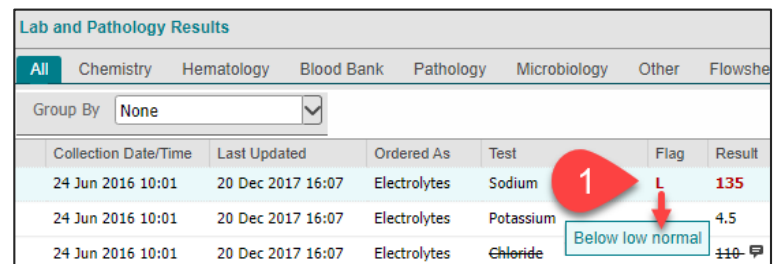 Lab and Pathology Results
All Chemistry Hematology Blood Bank Pathology Microbiology Other Flowshe
Group By None
Collection Date/Time Last Updated Ordered As Test Flag Result
24 Jun 2016 10:01 20 Dec 2017 16:07 Electrolytes Sodium 1 L 135
24 Jun 2016 10:01 20 Dec 2017 16:07 Electrolytes Potassium 4.5
Below low normal
24 Jun 2016 10:01 20 Dec 2017 16:07 Electrolytes Chloride 110